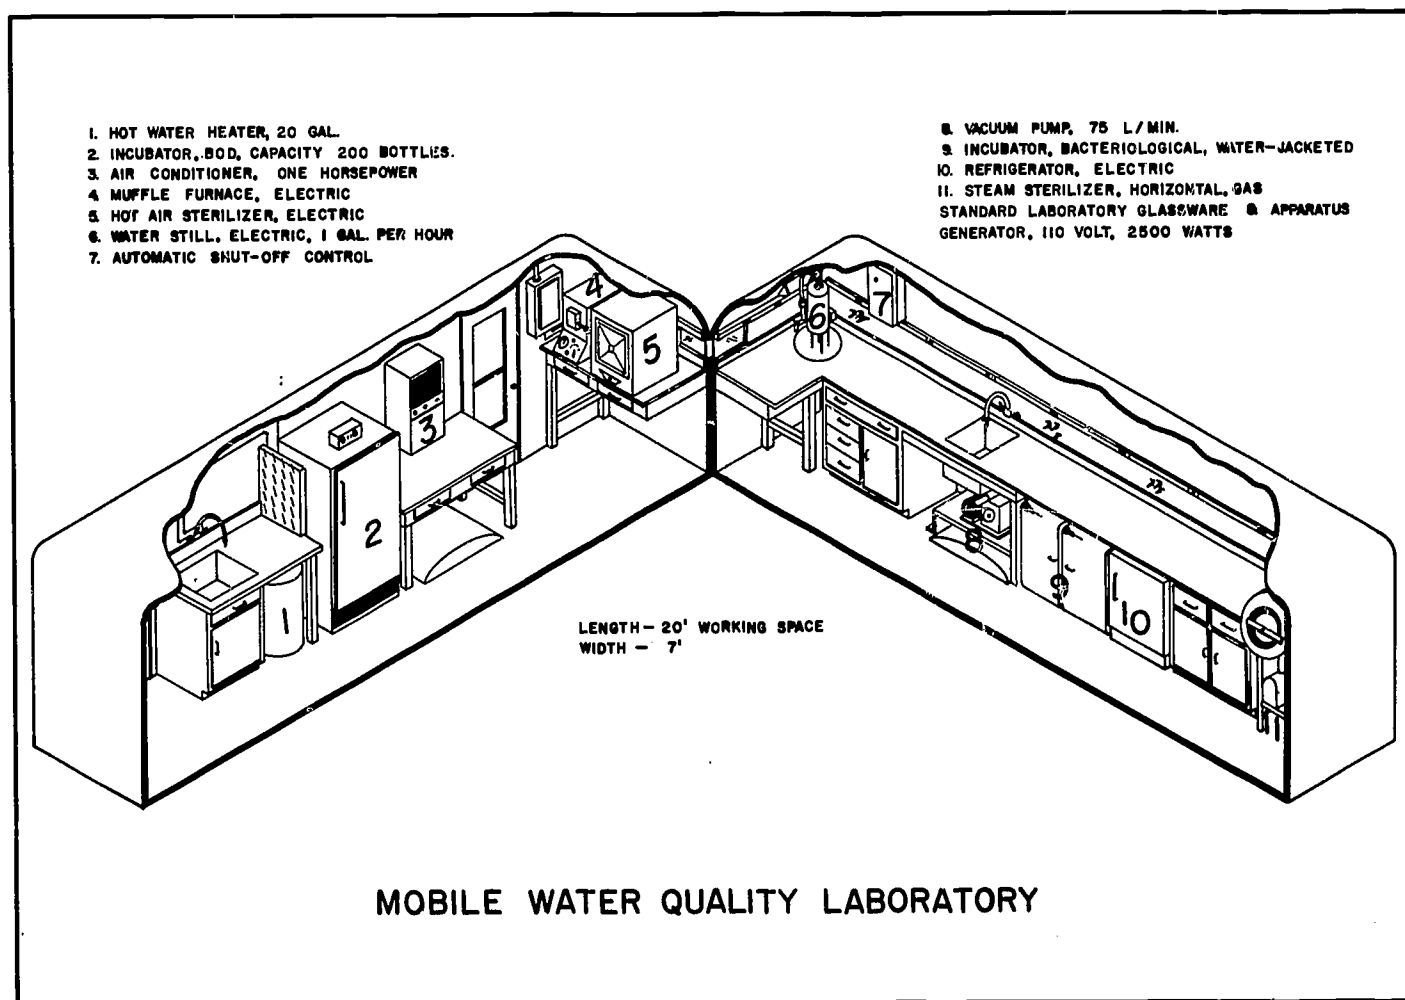 1. HOT WATER HEATER, 20 GAL.
2. INCUBATOR, BOD, CAPACITY 200 BOTTLES.
3. AIR CONDITIONER, ONE HORSEPOWER
4. MUFFLE FURNACE, ELECTRIC
5. HOT AIR STERILIZER, ELECTRIC
6. WATER STILL, ELECTRIC, 1 GAL. PER HOUR
7. AUTOMATIC SHUT-OFF CONTROL
8. VACUUM PUMP, 75 L/MIN.
9. INCUBATOR, BACTERIOLOGICAL, WATER-JACKETED
10. REFRIGERATOR, ELECTRIC
11. STEAM STERILIZER, HORIZONTAL, GAS
STANDARD LABORATORY GLASSWARE & APPARATUS
GENERATOR, 110 VOLT, 2500 WATTS
4
5
6
7
3
2
1
8
9
10
LENGTH- 20' WORKING SPACE
WIDTH - 7'
MOBILE WATER QUALITY LABORATORY